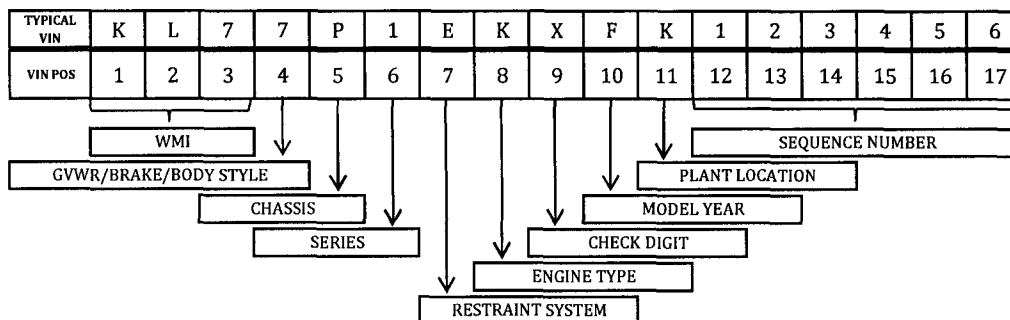 TYPICAL VIN K L 7 7 P 1 E K X F K 1 2 3 4 5 6
VIN POS 1 2 3 4 5 6 7 8 9 10 11 12 13 14 15 16 17
WMI SEQUENCE NUMBER
GVWR/BRAKE/BODY STYLE PLANT LOCATION
CHASSIS MODEL YEAR
SERIES CHECK DIGIT
ENGINE TYPE
RESTRAINT SYSTEM